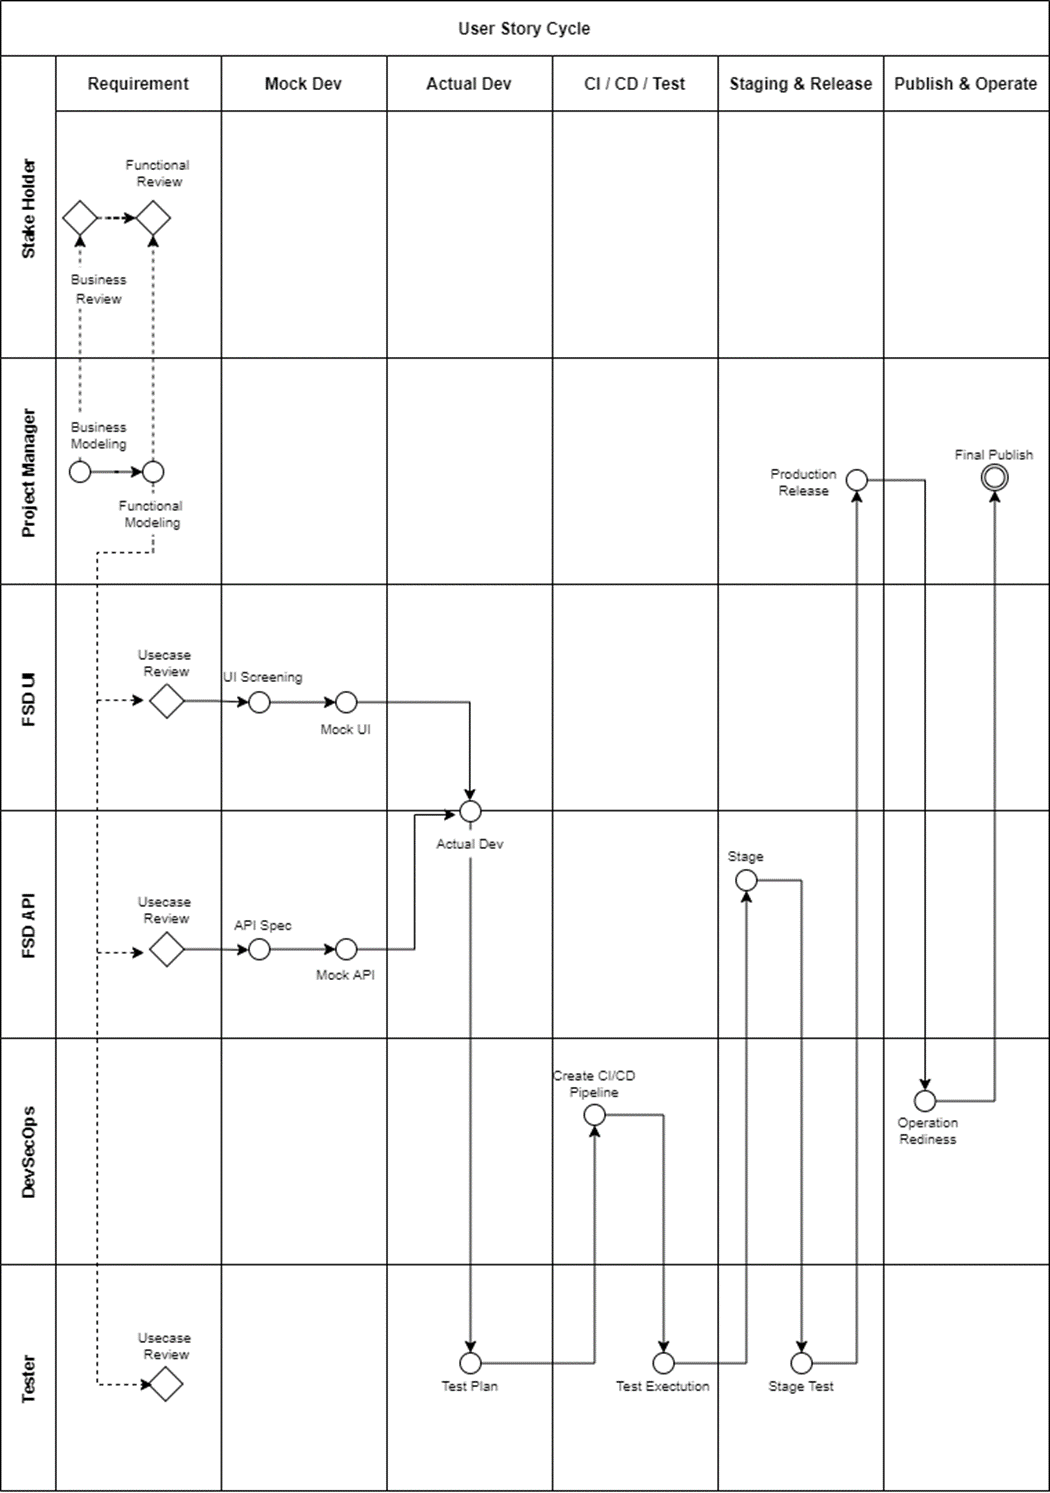 User Story Cycle
Requirement
Mock Dev
Actual Dev
CI / CD / Test
Staging & Release
Publish & Operate
Stake Holder
Functional
Review
Business
Review
Project Manager
Business
Modeling
Functional
Modeling
Production
Release
Final Publish
FSD UI
Usecase
Review
UI Screening
Mock UI
Actual Dev
FSD API
Usecase
Review
API Spec
Mock API
Stage
DevSecOps
Create CI/CD
Pipeline
Operation
Rediness
Tester
Usecase
Review
Test Plan
Test Exectution
Stage Test